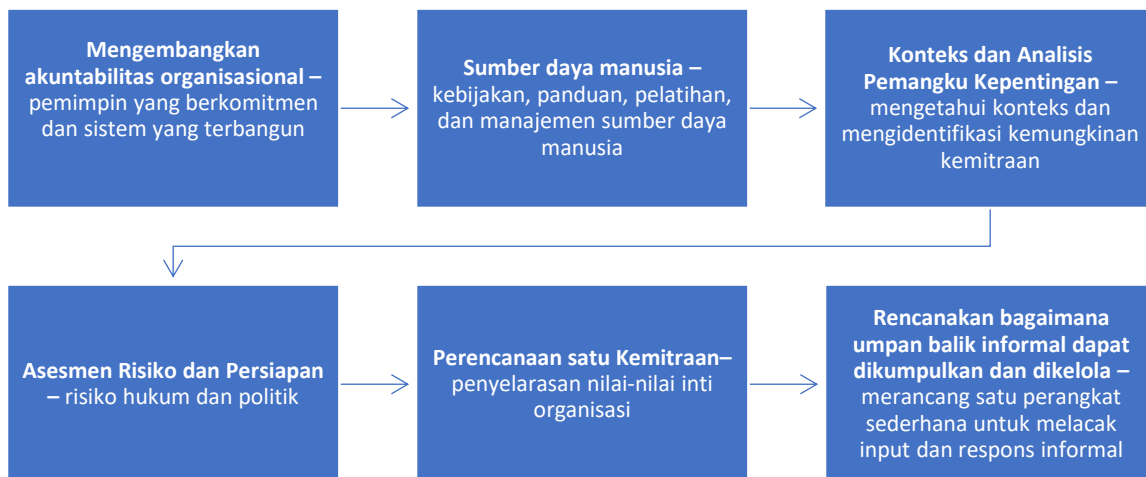 Mengembangkan
akuntabilitas organisasional –
pemimpin yang berkomitmen
dan sistem yang terbangun
Sumber daya manusia –
kebijakan, panduan, pelatihan,
dan manajemen sumber daya
manusia
Konteks dan Analisis
Pemangku Kepentingan –
mengetahui konteks dan
mengidentifikasi kemungkinan
kemitraan
Asesmen Risiko dan Persiapan
– risiko hukum dan politik
Perencanaan satu Kemitraan–
penyelarasan nilai-nilai inti
organisasi
Rencanakan bagaimana
umpan balik informal dapat
dikumpulkan dan dikelola –
merancang satu perangkat
sederhana untuk melacak
input dan respons informal